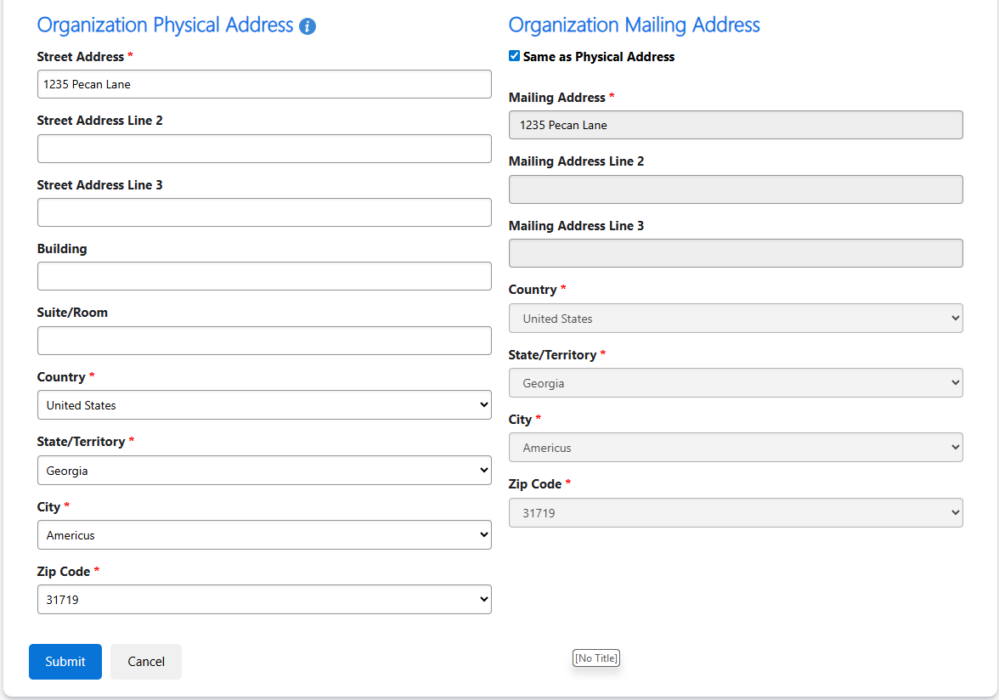 Organization Physical Address
Street Address *
1235 Pecan Lane
Street Address Line 2
Street Address Line 3
Building
Suite/Room
Country *
United States
State/Territory *
Georgia
City *
Americus
Zip Code *
31719
Organization Mailing Address
Same as Physical Address
Mailing Address *
1235 Pecan Lane
Mailing Address Line 2
Mailing Address Line 3
Country *
United States
State/Territory *
Georgia
City *
Americus
Zip Code *
31719
Submit
Cancel
[No Title]